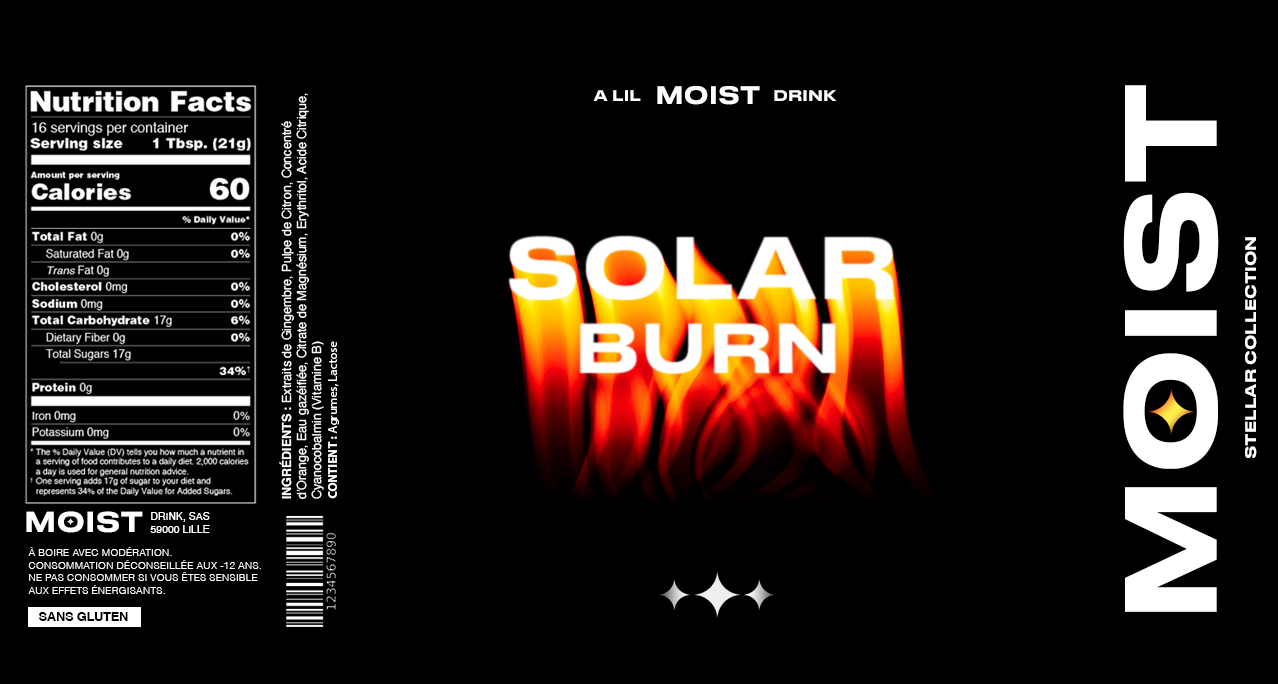 Nutrition Facts
16 servings per container
Serving size 1 Tbsp. (21g)
Amount per serving
Calories 60
% Daily Value*
Total Fat 0g 0%
Saturated Fat 0g 0%
Trans Fat 0g
Cholesterol 0mg 0%
Sodium 0mg 0%
Total Carbohydrate 17g 6%
Dietary Fiber 0g 0%
Total Sugars 17g
34%†
Protein 0g
Iron 0mg 0%
Potassium 0mg 0%
* The % Daily Value (DV) tells you how much a nutrient in
a serving of food contributes to a daily diet. 2,000 calories
a day is used for general nutrition advice.
† One serving adds 17g of sugar to your diet and
represents 34% of the Daily Value for Added Sugars.
MOIST DRiNK, SAS
59000 LiLLE
À BOIRE AVEC MODÉRATION.
CONSOMMATION DÉCONSEILLÉE AUX -12 ANS.
NE PAS CONSOMMER SI VOUS ÊTES SENSIBLE
AUX EFFETS ÉNERGISANTS.
SANS GLUTEN
INGRÉDIENTS : Extraits de Gingembre, Pulpe de Citron, Concentré
d'Orange, Eau gazéifiée, Citrate de Magnésium, Erythritol, Acide Citrique,
Cyanocobalmin (Vitamine B)
CONTIENT : Agrumes, Lactose
1234567890
A LIL MOIST DRINK
SOLAR
BURN
MOIST
STELLAR COLLECTION